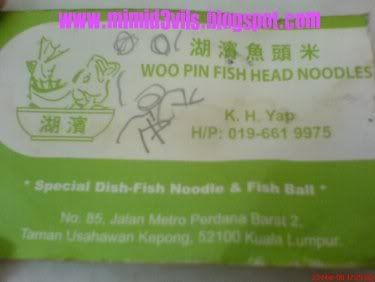 www.mimid3vils.blogspot.com
湖濱魚頭米
WOO PIN FISH HEAD NOODLES
湖濱
K. H. Yap
H/P: 019-661 9975
* Special Dish-Fish Noodle & Fish Ball *
No. 85, Jalan Metro Perdana Barat 2,
Taman Usahawan Kepong, 52100 Kuala Lumpur.